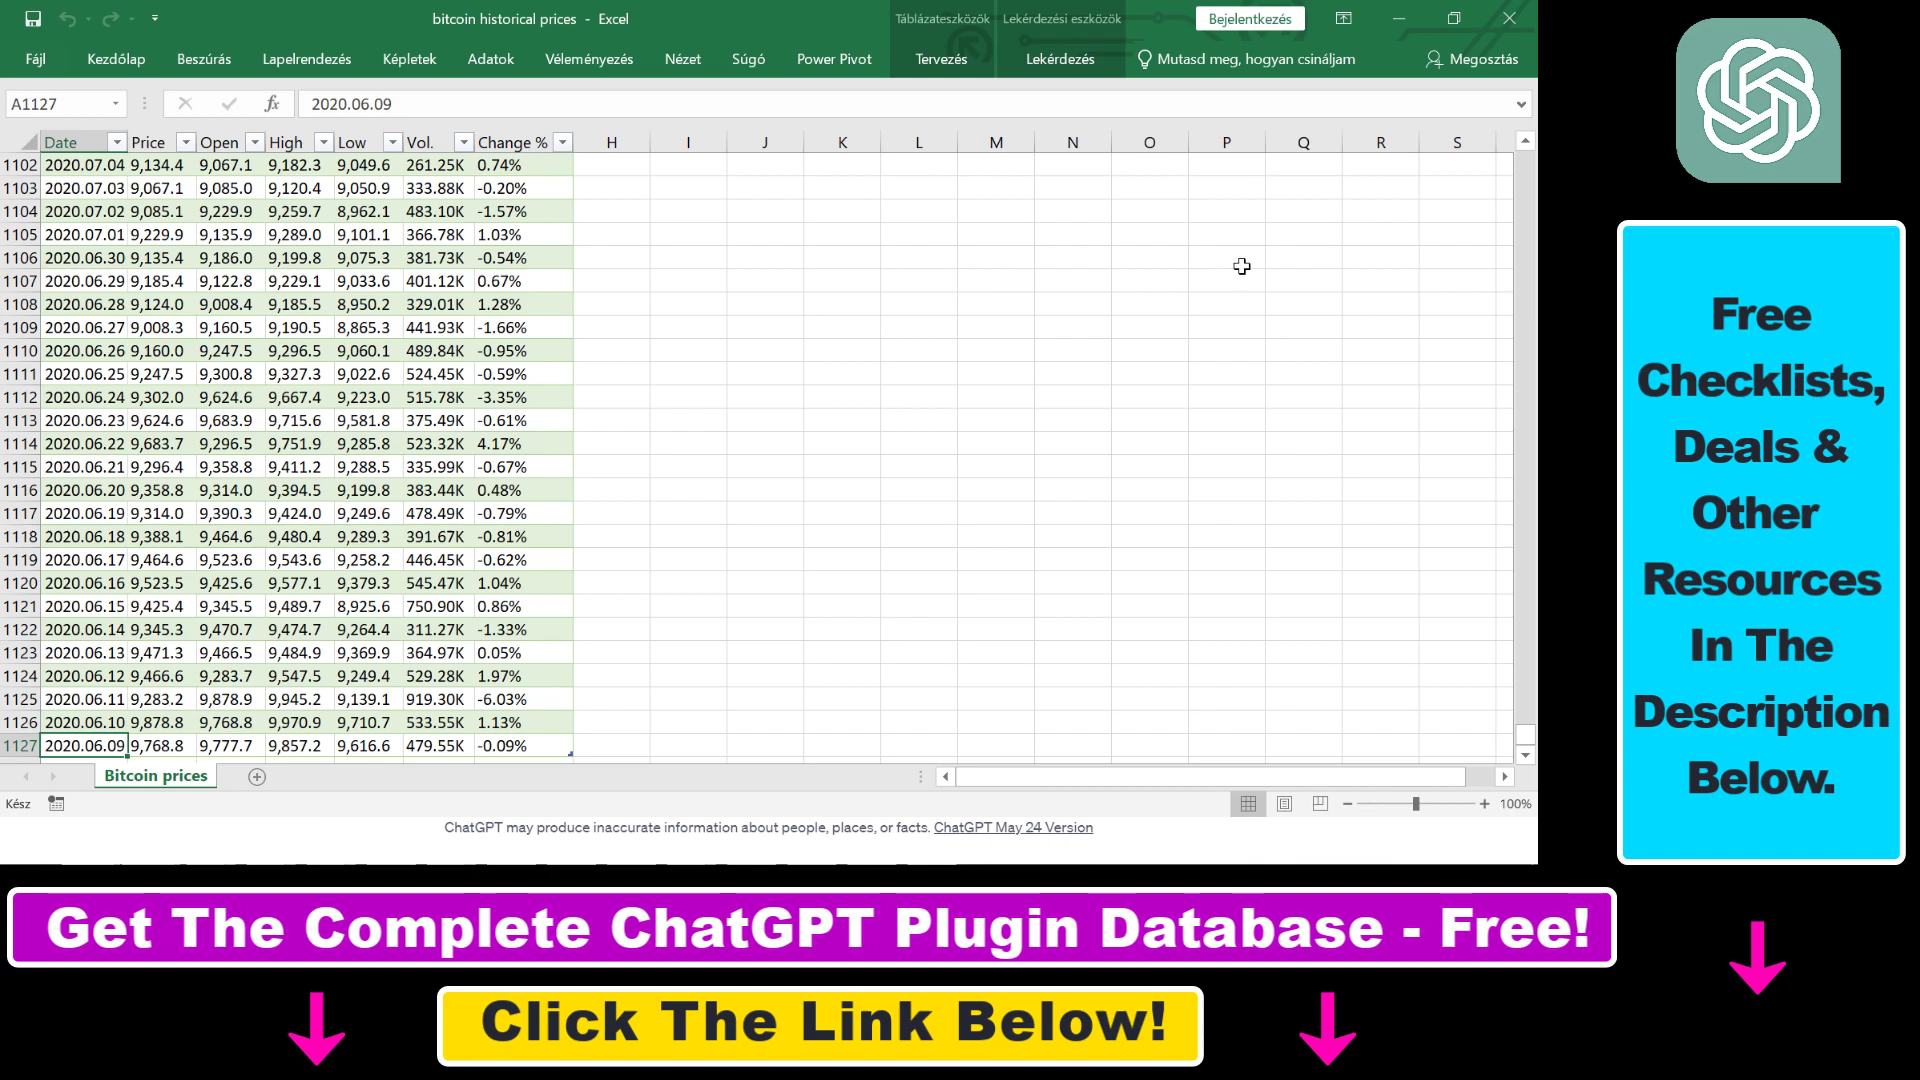 bitcoin historical prices - Excel
Táblázateszközök Lekérdezési eszközök
Bejelentkezés
Fájl Kezdőlap Beszúrás Lapelrendezés Képletek Adatok Véleményezés Nézet Súgó Power Pivot Tervezés Lekérdezés Mutasd meg, hogyan csináljam Megosztás
A1127 fx 2020.06.09
Date Price Open High Low Vol. Change % H I J K L M N O P Q R S
1102 2020.07.04 9,134.4 9,067.1 9,182.3 9,049.6 261.25K 0.74%
1103 2020.07.03 9,067.1 9,085.0 9,120.4 9,050.9 333.88K -0.20%
1104 2020.07.02 9,085.1 9,229.9 9,259.7 8,962.1 483.10K -1.57%
1105 2020.07.01 9,229.9 9,135.9 9,289.0 9,101.1 366.78K 1.03%
1106 2020.06.30 9,135.4 9,186.0 9,199.8 9,075.3 381.73K -0.54%
1107 2020.06.29 9,185.4 9,122.8 9,229.1 9,033.6 401.12K 0.67%
1108 2020.06.28 9,124.0 9,008.4 9,185.5 8,950.2 329.01K 1.28%
1109 2020.06.27 9,008.3 9,160.5 9,190.5 8,865.3 441.93K -1.66%
1110 2020.06.26 9,160.0 9,247.5 9,296.5 9,060.1 489.84K -0.95%
1111 2020.06.25 9,247.5 9,300.8 9,327.3 9,022.6 524.45K -0.59%
1112 2020.06.24 9,302.0 9,624.6 9,667.4 9,223.0 515.78K -3.35%
1113 2020.06.23 9,624.6 9,683.9 9,715.6 9,581.8 375.49K -0.61%
1114 2020.06.22 9,683.7 9,296.5 9,751.9 9,285.8 523.32K 4.17%
1115 2020.06.21 9,296.4 9,358.8 9,411.2 9,288.5 335.99K -0.67%
1116 2020.06.20 9,358.8 9,314.0 9,394.5 9,199.8 383.44K 0.48%
1117 2020.06.19 9,314.0 9,390.3 9,424.0 9,249.6 478.49K -0.79%
1118 2020.06.18 9,388.1 9,464.6 9,480.4 9,289.3 391.67K -0.81%
1119 2020.06.17 9,464.6 9,523.6 9,543.6 9,258.2 446.45K -0.62%
1120 2020.06.16 9,523.5 9,425.6 9,577.1 9,379.3 545.47K 1.04%
1121 2020.06.15 9,425.4 9,345.5 9,489.7 8,925.6 750.90K 0.86%
1122 2020.06.14 9,345.3 9,470.7 9,474.7 9,264.4 311.27K -1.33%
1123 2020.06.13 9,471.3 9,466.5 9,484.9 9,369.9 364.97K 0.05%
1124 2020.06.12 9,466.6 9,283.7 9,547.5 9,249.4 529.28K 1.97%
1125 2020.06.11 9,283.2 9,878.9 9,945.2 9,139.1 919.30K -6.03%
1126 2020.06.10 9,878.8 9,768.8 9,970.9 9,710.7 533.55K 1.13%
1127 2020.06.09 9,768.8 9,777.7 9,857.2 9,616.6 479.55K -0.09%
Bitcoin prices
Kész 100%
ChatGPT may produce inaccurate information about people, places, or facts. ChatGPT May 24 Version
Free
Checklists,
Deals &
Other
Resources
In The
Description
Below.
Get The Complete ChatGPT Plugin Database - Free!
Click The Link Below!